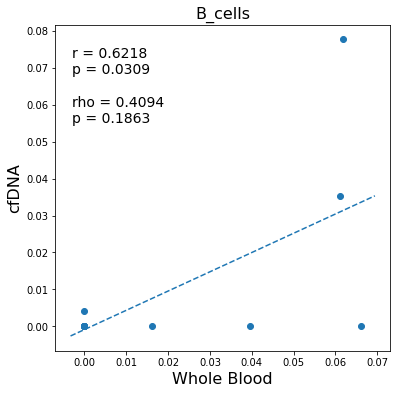 B_cells
r = 0.6218
p = 0.0309
rho = 0.4094
p = 0.1863
cfDNA
0.08
0.07
0.06
0.05
0.04
0.03
0.02
0.01
0.00
0.00 0.01 0.02 0.03 0.04 0.05 0.06 0.07
Whole Blood